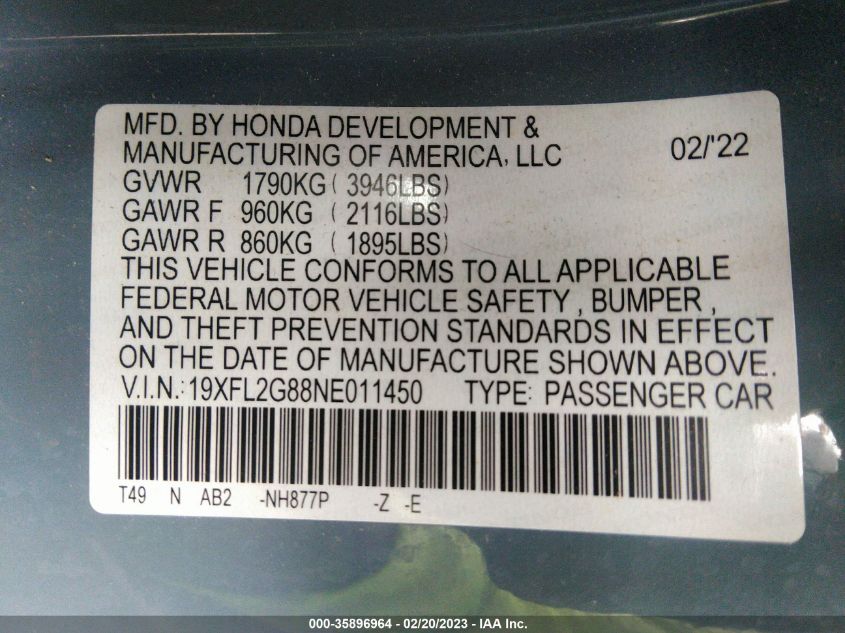 MFD. BY HONDA DEVELOPMENT &
MANUFACTURING OF AMERICA, LLC 02/'22
GVWR 1790KG ( 3946LBS)
GAWR F 960KG ( 2116LBS)
GAWR R 860KG ( 1895LBS)
THIS VEHICLE CONFORMS TO ALL APPLICABLE
FEDERAL MOTOR VEHICLE SAFETY , BUMPER ,
AND THEFT PREVENTION STANDARDS IN EFFECT
ON THE DATE OF MANUFACTURE SHOWN ABOVE.
V.I.N.: 19XFL2G88NE011450 TYPE: PASSENGER CAR
T49 N AB2 -NH877P -Z -E
000-35896964 - 02/20/2023 - IAA Inc.